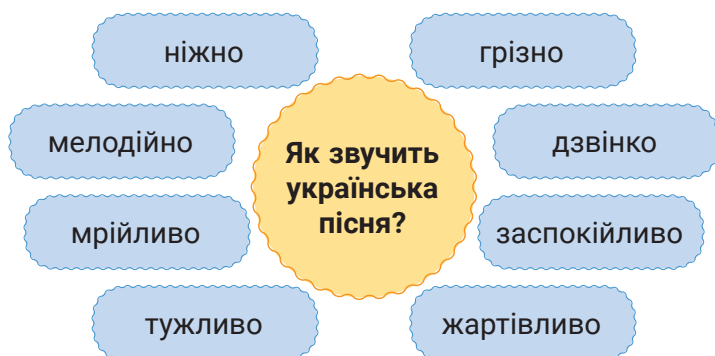 ніжно
грізно
мелодійно
дзвінко
Як звучить
українська
пісня?
мрійливо
заспокійливо
тужливо
жартівливо